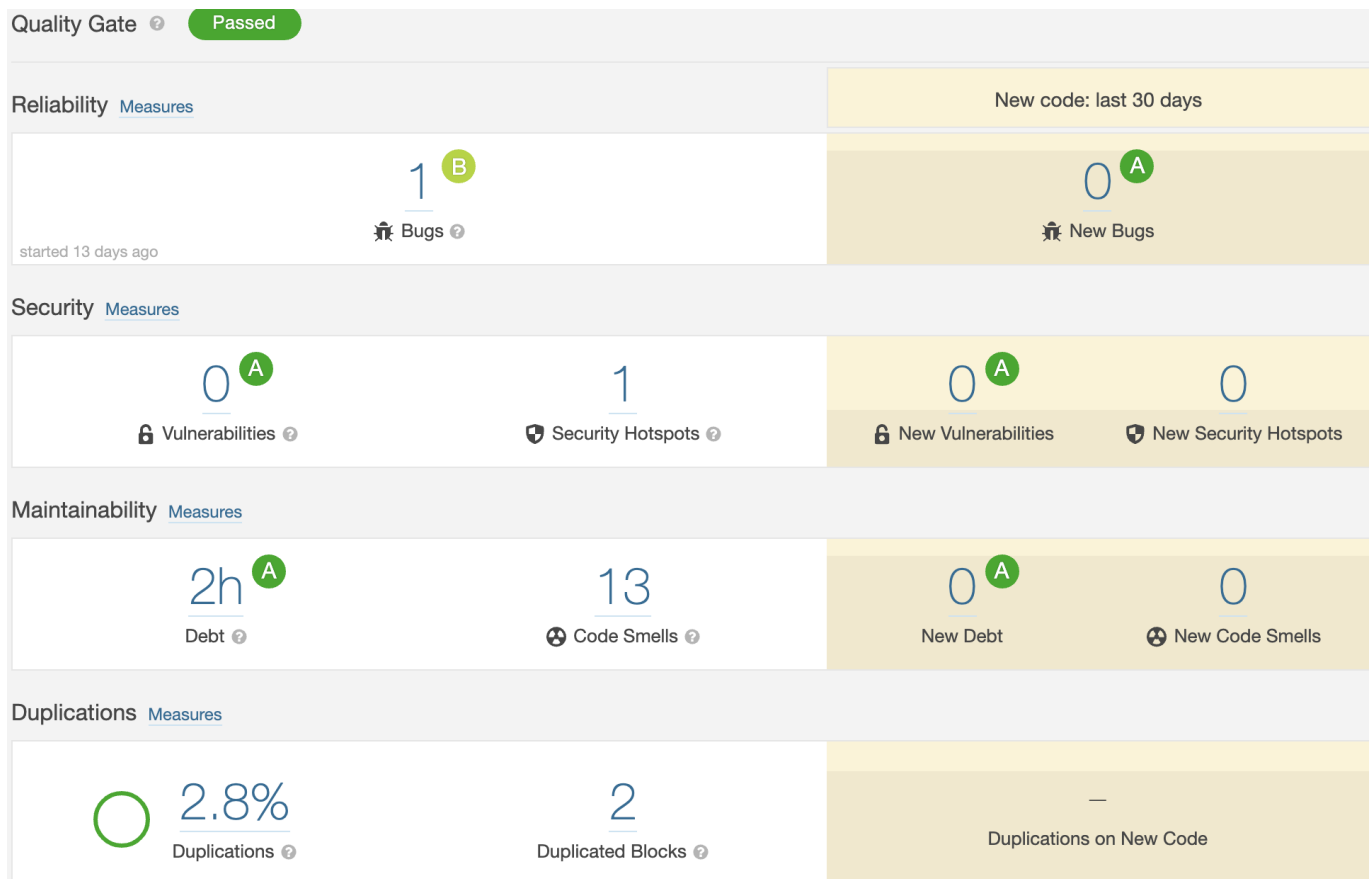 Quality Gate ? Passed
Reliability Measures
New code: last 30 days
1 B
Bugs ?
started 13 days ago
0 A
New Bugs
Security Measures
0 A
Vulnerabilities ?
1
Security Hotspots ?
0 A
New Vulnerabilities
0
New Security Hotspots
Maintainability Measures
2h A
Debt ?
13
Code Smells ?
0 A
New Debt
0
New Code Smells
Duplications Measures
2.8%
Duplications ?
2
Duplicated Blocks ?
—
Duplications on New Code